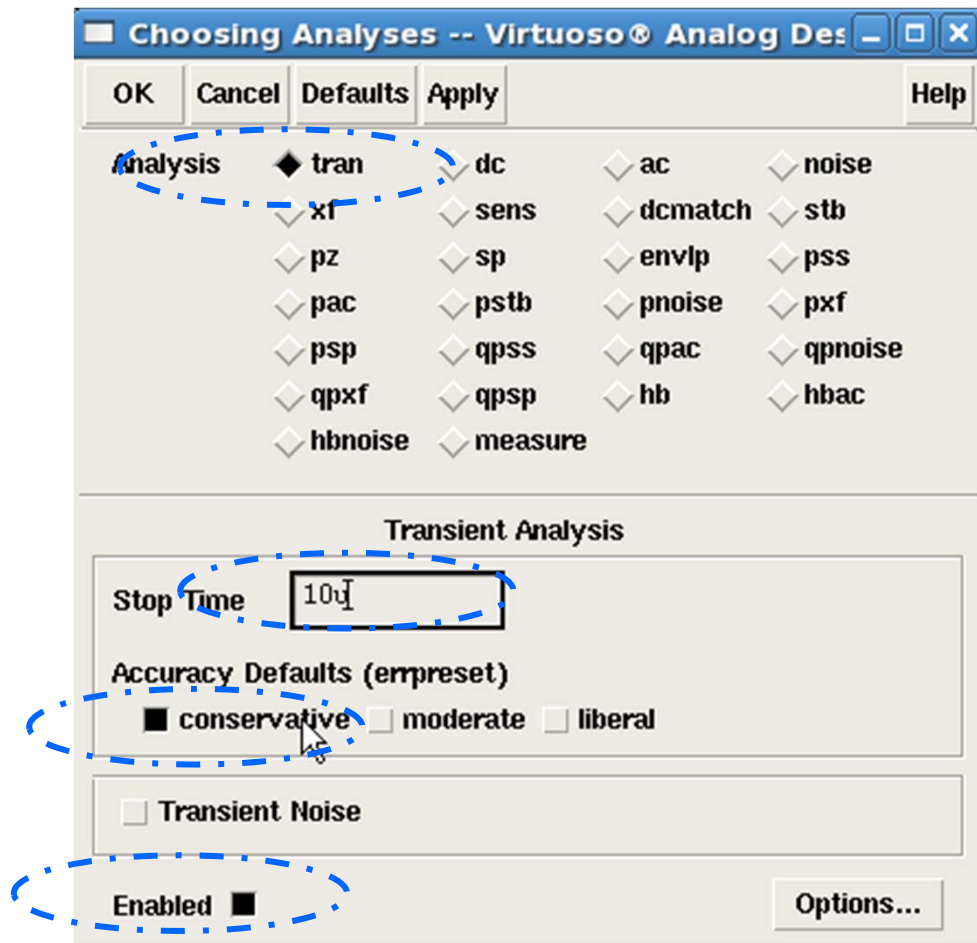 Choosing Analyses -- Virtuoso® Analog Des
OK Cancel Defaults Apply Help
Analysis tran dc ac noise
xf sens dcmatch stb
pz sp envlp pss
pac pstb pnoise pxf
psp qpss qpac qpnoise
qpxf qpsp hb hbac
hbnoise measure
Transient Analysis
Stop Time 10u
Accuracy Defaults (errpreset)
conservative moderate liberal
Transient Noise
Enabled Options...